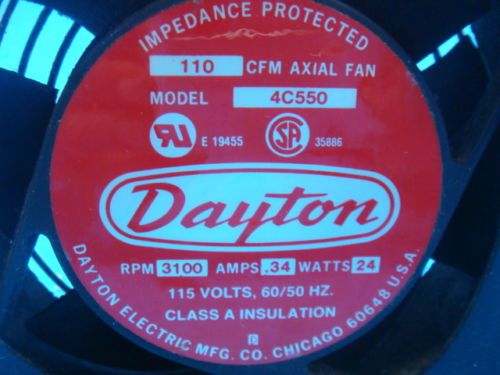 IMPEDANCE PROTECTED
110 CFM AXIAL FAN
MODEL 4C550
E 19455
35886
Dayton
RPM 3100 AMPS .34 WATTS 24
115 VOLTS, 60/50 HZ.
CLASS A INSULATION
DAYTON ELECTRIC MFG. CO. CHICAGO 60648 U.S.A.